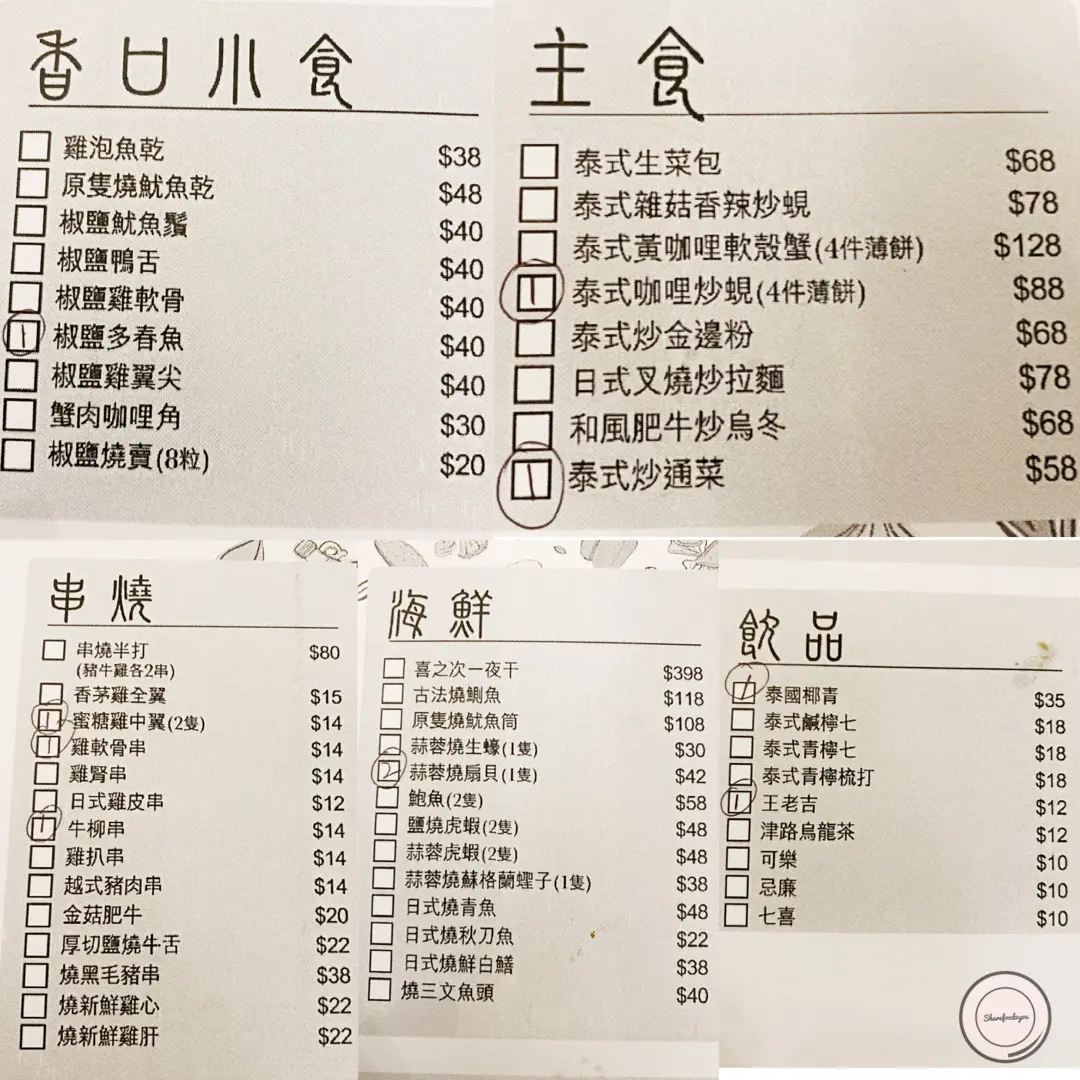 香口小食
雞泡魚乾 $38
原隻燒魷魚乾 $48
椒鹽魷魚鬚 $40
椒鹽鴨舌 $40
椒鹽雞軟骨 $40
1 椒鹽多春魚 $40
椒鹽雞翼尖 $40
蟹肉咖哩角 $30
椒鹽燒賣(8粒) $20
主食
泰式生菜包 $68
泰式雜菇香辣炒蜆 $78
泰式黃咖哩軟殼蟹(4件薄餅) $128
1 泰式咖哩炒蜆(4件薄餅) $88
泰式炒金邊粉 $68
日式叉燒炒拉麵 $78
和風肥牛炒烏冬 $68
1 泰式炒通菜 $58
串燒
串燒半打 $80
(豬牛雞各2串)
香茅雞全翼 $15
1 蜜糖雞中翼(2隻) $14
1 雞軟骨串 $14
雞腎串 $14
日式雞皮串 $12
1 牛柳串 $14
雞扒串 $14
越式豬肉串 $14
金菇肥牛 $20
厚切鹽燒牛舌 $22
燒黑毛豬串 $38
燒新鮮雞心 $22
燒新鮮雞肝 $22
海鮮
喜之次一夜干 $398
古法燒鰂魚 $118
原隻燒魷魚筒 $108
蒜蓉燒生蠔(1隻) $30
2 蒜蓉燒扇貝(1隻) $42
鮑魚(2隻) $58
鹽燒虎蝦(2隻) $48
蒜蓉虎蝦(2隻) $48
蒜蓉燒蘇格蘭蟶子(1隻) $38
日式燒青魚 $48
日式燒秋刀魚 $22
日式燒鮮白鱔 $38
燒三文魚頭 $40
飲品
1 泰國椰青 $35
泰式鹹檸七 $18
泰式青檸七 $18
泰式青檸梳打 $18
1 王老吉 $12
津路烏龍茶 $12
可樂 $10
忌廉 $10
七喜 $10
Sharefood2you